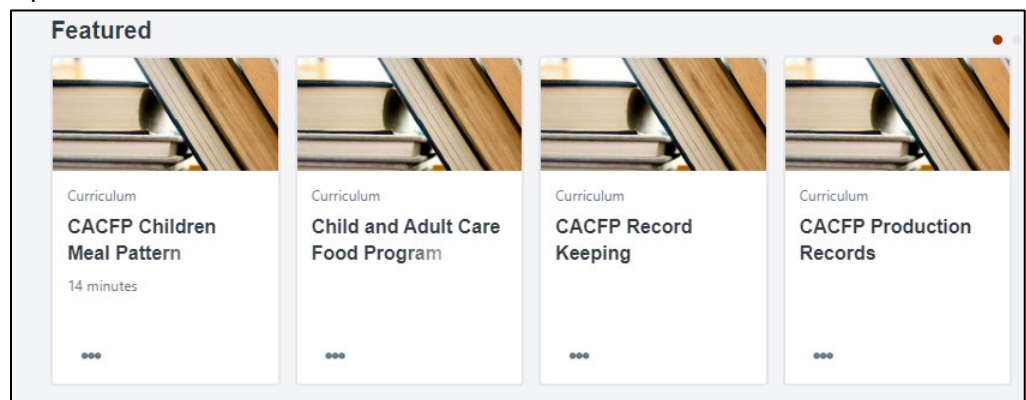 Featured
Curriculum
CACFP Children
Meal Pattern
14 minutes
Curriculum
Child and Adult Care
Food Program
Curriculum
CACFP Record
Keeping
Curriculum
CACFP Production
Records